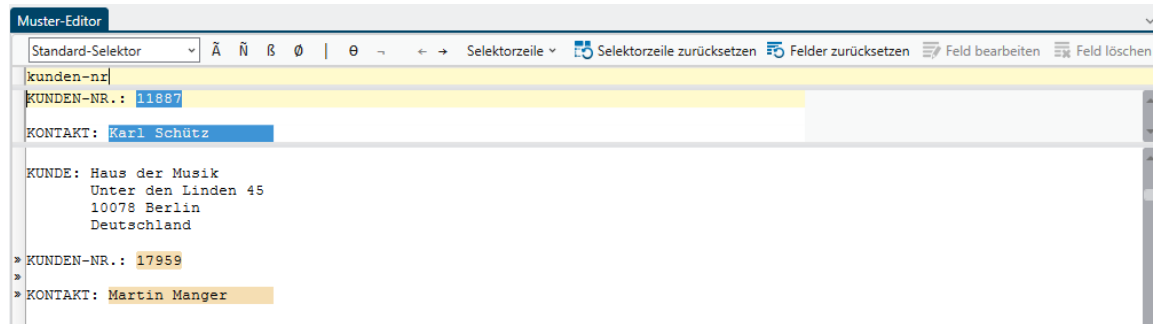 Muster-Editor
Standard-Selektor Ã Ñ ß Ø | ɵ ¬ ← → Selektorzeile Selektorzeile zurücksetzen Felder zurücksetzen Feld bearbeiten Feld löschen
kunden-nr
KUNDEN-NR.: 11887
KONTAKT: Karl Schütz
KUNDE: Haus der Musik
Unter den Linden 45
10078 Berlin
Deutschland
» KUNDEN-NR.: 17959
»
» KONTAKT: Martin Manger